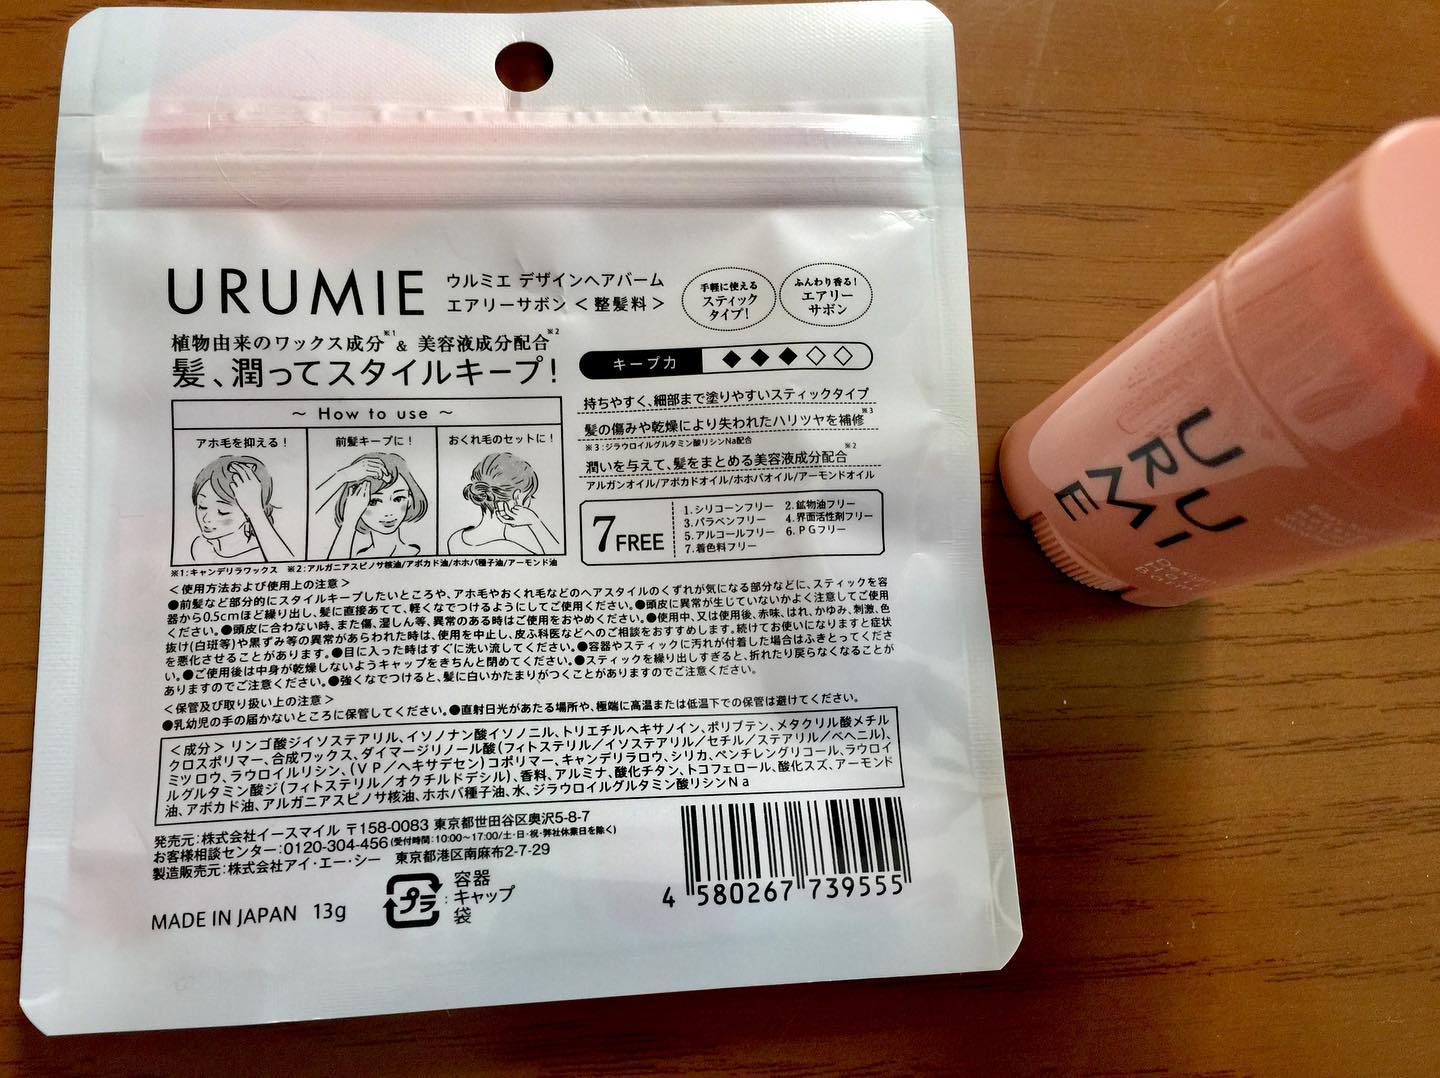 URUMIE
ウルミエ デザインヘアバーム
エアリーサボン＜整髪料＞
手軽に使える
スティック
タイプ!
ふんわり香る!
エアリー
サボン
植物由来のワックス成分※1 & 美容液成分配合※2
髪、潤ってスタイルキープ!
キープ力 ◆◆◆◇◇
～ How to use ～
アホ毛を抑える!
前髪キープに!
おくれ毛のセットに!
※1:キャンデリラワックス ※2:アルガニアスピノサ核油/アボカド油/ホホバ種子油/アーモンド油
持ちやすく、細部まで塗りやすいスティックタイプ
髪の傷みや乾燥により失われたハリツヤを補修※3
※3:ジラウロイルグルタミン酸リシンNa配合
潤いを与えて、髪をまとめる美容液成分配合※2
アルガンオイル/アボカドオイル/ホホバオイル/アーモンドオイル
7FREE
1.シリコーンフリー 2.鉱物油フリー
3.パラベンフリー 4.界面活性剤フリー
5.アルコールフリー 6.PGフリー
7.着色料フリー
＜使用方法および使用上の注意＞
●前髪など部分的にスタイルキープしたいところや、アホ毛やおくれ毛などのヘアスタイルのくずれが気になる部分などに、スティックを容
器から0.5cmほど繰り出し、髪に直接あてて、軽くなでつけるようにしてご使用ください。●頭皮に異常が生じていないかよく注意してご使用
ください。●頭皮に合わない時、また傷、湿しん等、異常のある時はご使用をおやめください。●使用中、又は使用後、赤味、はれ、かゆみ、刺激、色
抜け(白斑等)や黒ずみ等の異常があらわれた時は、使用を中止し、皮ふ科医などへのご相談をおすすめします。続けてお使いになりますと症状
を悪化させることがあります。●目に入った時はすぐに洗い流してください。●容器やスティックに汚れが付着した場合はふきとってくださ
い。●ご使用後は中身が乾燥しないようキャップをきちんと閉めてください。●スティックを繰り出しすぎると、折れたり戻らなくなることが
ありますのでご注意ください。●強くなでつけると、髪に白いかたまりがつくことがありますのでご注意ください。
＜保管及び取り扱い上の注意＞
●乳幼児の手の届かないところに保管してください。●直射日光があたる場所や、極端に高温または低温下での保管は避けてください。
＜成分＞リンゴ酸ジイソステアリル、イソノナン酸イソノニル、トリエチルヘキサノイン、ポリブテン、メタクリル酸メチル
クロスポリマー、合成ワックス、ダイマージリノール酸(フィトステリル/イソステアリル/セチル/ステアリル/ベヘニル)、
ミツロウ、ラウロイルリシン、(VP/ヘキサデセン)コポリマー、キャンデリラロウ、シリカ、ペンチレングリコール、ラウロイ
ルグルタミン酸ジ(フィトステリル/オクチルドデシル)、香料、アルミナ、酸化チタン、トコフェロール、酸化スズ、アーモンド
油、アボカド油、アルガニアスピノサ核油、ホホバ種子油、水、ジラウロイルグルタミン酸リシンNa
発売元:株式会社イースマイル 〒158-0083 東京都世田谷区奥沢5-8-7
お客様相談センター:0120-304-456(受付時間:10:00～17:00/土・日・祝・弊社休業日を除く)
製造販売元:株式会社アイ・エー・シー 東京都港区南麻布2-7-29
MADE IN JAPAN 13g
プラ
:容器
キャップ
袋
4 580267 739555
URUMIE
Design
Hair
Balm